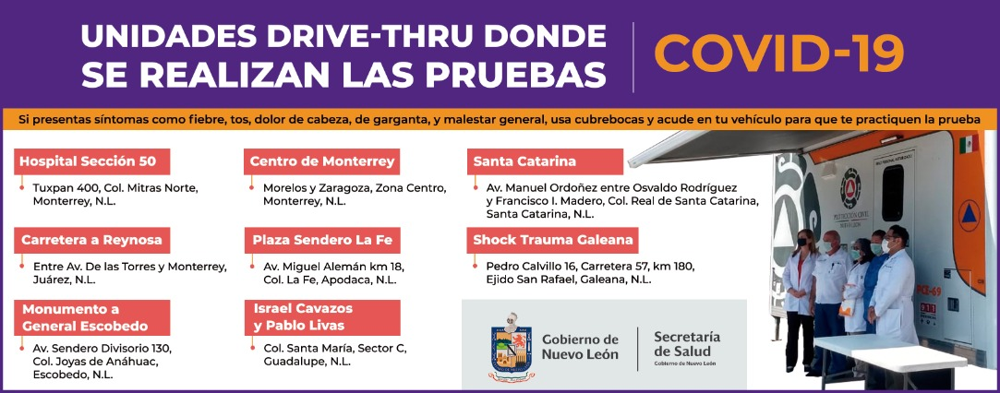 UNIDADES DRIVE-THRU DONDE
SE REALIZAN LAS PRUEBAS
COVID-19
Si presentas síntomas como fiebre, tos, dolor de cabeza, de garganta, y malestar general, usa cubrebocas y acude en tu vehículo para que te practiquen la prueba
Hospital Sección 50
Tuxpan 400, Col. Mitras Norte,
Monterrey, N.L.
Centro de Monterrey
Morelos y Zaragoza, Zona Centro,
Monterrey, N.L.
Santa Catarina
Av. Manuel Ordoñez entre Osvaldo Rodríguez
y Francisco I. Madero, Col. Real de Santa Catarina,
Santa Catarina, N.L.
Carretera a Reynosa
Entre Av. De las Torres y Monterrey,
Juárez, N.L.
Plaza Sendero La Fe
Av. Miguel Alemán km 18,
Col. La Fe, Apodaca, N.L.
Shock Trauma Galeana
Pedro Calvillo 16, Carretera 57, km 180,
Ejido San Rafael, Galeana, N.L.
Monumento a
General Escobedo
Av. Sendero Divisorio 130,
Col. Joyas de Anáhuac,
Escobedo, N.L.
Israel Cavazos
y Pablo Livas
Col. Santa María, Sector C,
Guadalupe, N.L.
Gobierno de
Nuevo León
Secretaría
de Salud
Gobierno de Nuevo León
PROTECCIÓN CIVIL
NUEVO LEÓN
PCE-69
911